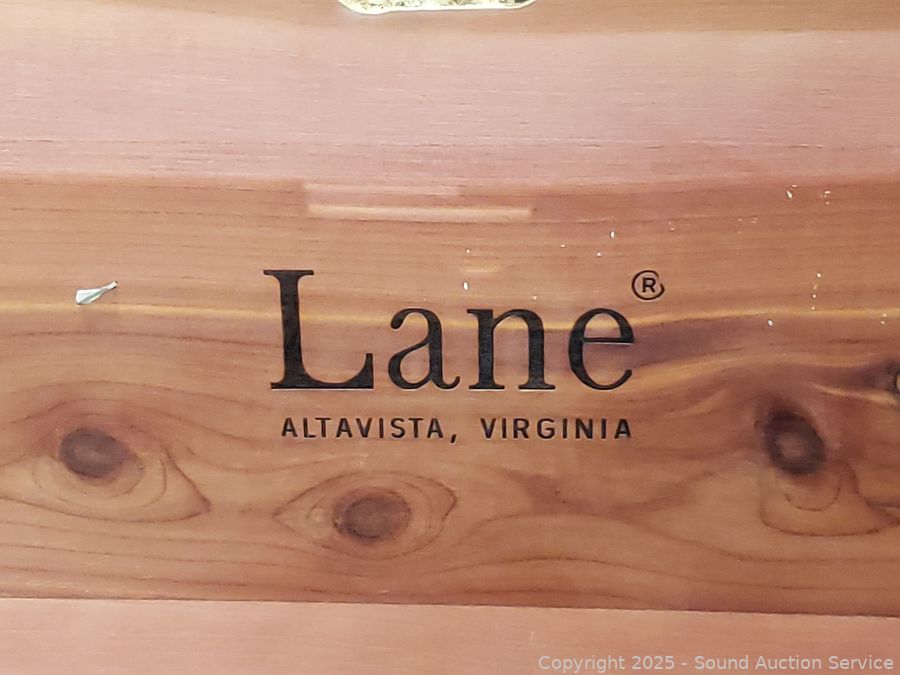 Lane®
ALTAVISTA, VIRGINIA
Copyright 2025 - Sound Auction Service